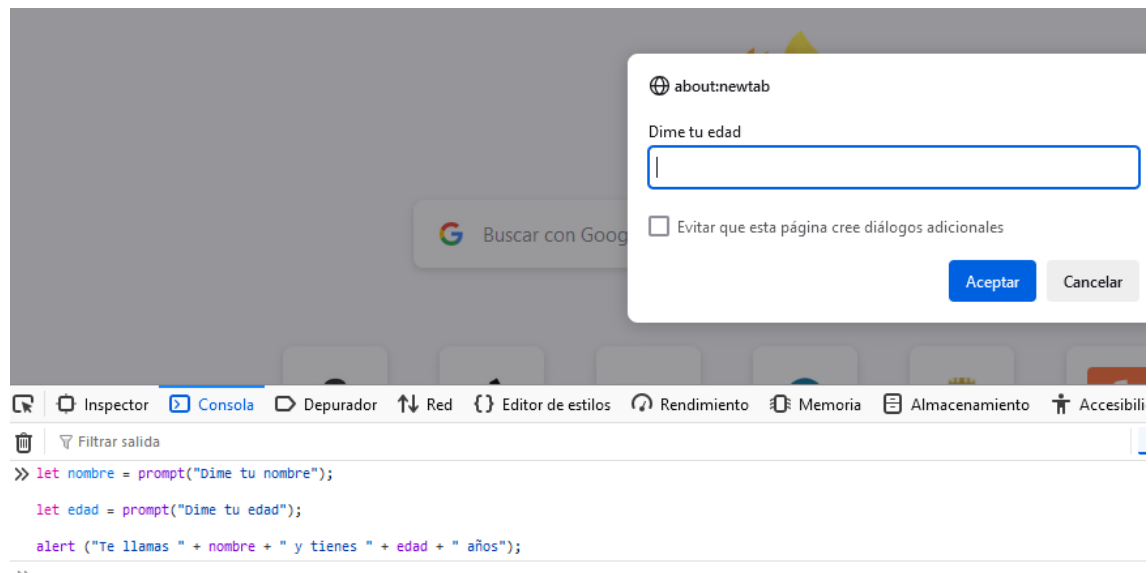 about:newtab
Dime tu edad
Buscar con Goog
Evitar que esta página cree diálogos adicionales
Aceptar Cancelar
Inspector Consola Depurador Red Editor de estilos Rendimiento Memoria Almacenamiento Accesibili
Filtrar salida
let nombre = prompt("Dime tu nombre");
let edad = prompt("Dime tu edad");
alert ("Te llamas " + nombre + " y tienes " + edad + " años");